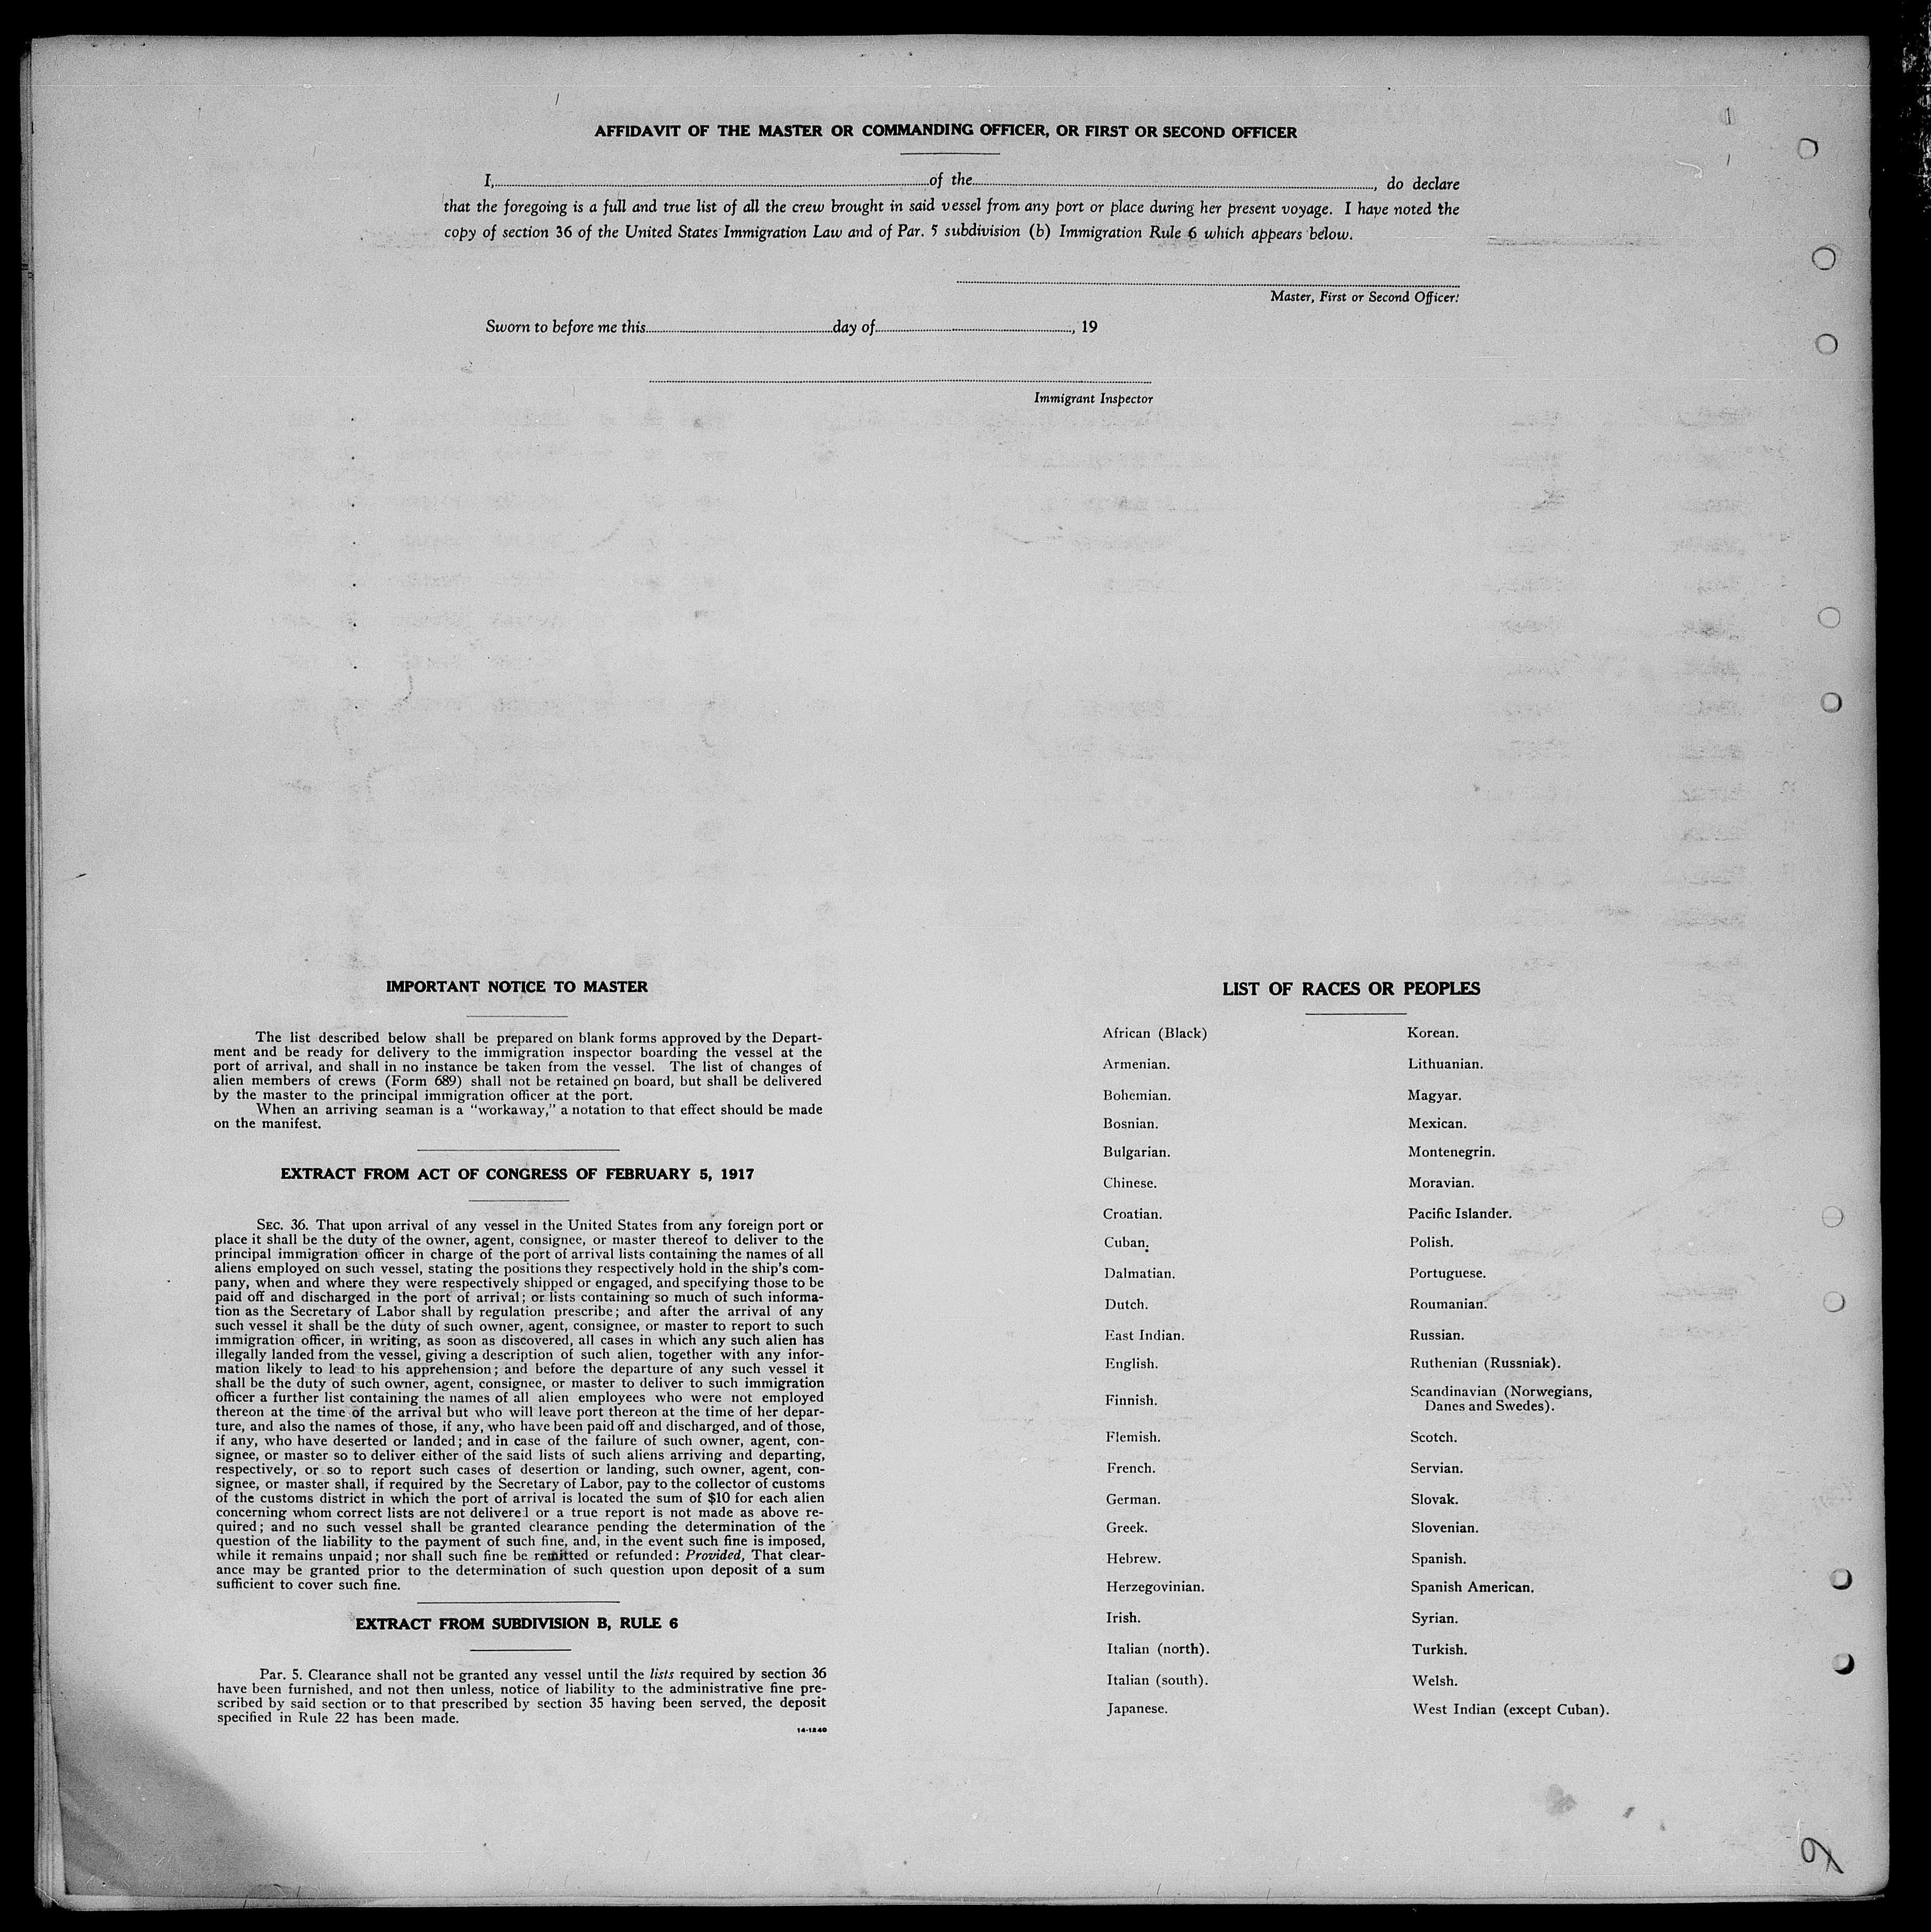 AFFIDAVIT OF THE MASTER OR COMMANDING OFFICER, OR FIRST OR SECOND OFFICER
I, of the , do declare
that the foregoing is a full and true list of all the crew brought in said vessel from any port or place during her present voyage. I have noted the
copy of section 36 of the United States Immigration Law and of Par. 5 subdivision (b) Immigration Rule 6 which appears below.
Master, First or Second Officer.
Sworn to before me this day of , 19
Immigrant Inspector
IMPORTANT NOTICE TO MASTER
The list described below shall be prepared on blank forms approved by the Depart-
ment and be ready for delivery to the immigration inspector boarding the vessel at the
port of arrival, and shall in no instance be taken from the vessel. The list of changes of
alien members of crews (Form 689) shall not be retained on board, but shall be delivered
by the master to the principal immigration officer at the port.
When an arriving seaman is a "workaway," a notation to that effect should be made
on the manifest.
EXTRACT FROM ACT OF CONGRESS OF FEBRUARY 5, 1917
SEC. 36. That upon arrival of any vessel in the United States from any foreign port or
place it shall be the duty of the owner, agent, consignee, or master thereof to deliver to the
principal immigration officer in charge of the port of arrival lists containing the names of all
aliens employed on such vessel, stating the positions they respectively hold in the ship's com-
pany, when and where they were respectively shipped or engaged, and specifying those to be
paid off and discharged in the port of arrival; or lists containing so much of such informa-
tion as the Secretary of Labor shall by regulation prescribe; and after the arrival of any
such vessel it shall be the duty of such owner, agent, consignee, or master to report to such
immigration officer, in writing, as soon as discovered, all cases in which any such alien has
illegally landed from the vessel, giving a description of such alien, together with any infor-
mation likely to lead to his apprehension; and before the departure of any such vessel it
shall be the duty of such owner, agent, consignee, or master to deliver to such immigration
officer a further list containing the names of all alien employees who were not employed
thereon at the time of the arrival but who will leave port thereon at the time of her depar-
ture, and also the names of those, if any, who have been paid off and discharged, and of those,
if any, who have deserted or landed; and in case of the failure of such owner, agent, con-
signee, or master so to deliver either of the said lists of such aliens arriving and departing,
respectively, or so to report such cases of desertion or landing, such owner, agent, con-
signee, or master shall, if required by the Secretary of Labor, pay to the collector of customs
of the customs district in which the port of arrival is located the sum of $10 for each alien
concerning whom correct lists are not delivered or a true report is not made as above re-
quired; and no such vessel shall be granted clearance pending the determination of the
question of the liability to the payment of such fine, and, in the event such fine is imposed,
while it remains unpaid; nor shall such fine be remitted or refunded: Provided, That clear-
ance may be granted prior to the determination of such question upon deposit of a sum
sufficient to cover such fine.
EXTRACT FROM SUBDIVISION B, RULE 6
Par. 5. Clearance shall not be granted any vessel until the lists required by section 36
have been furnished, and not then unless, notice of liability to the administrative fine pre-
scribed by said section or to that prescribed by section 35 having been served, the deposit
specified in Rule 22 has been made.
14-1240
LIST OF RACES OR PEOPLES
African (Black)
Armenian.
Bohemian.
Bosnian.
Bulgarian.
Chinese.
Croatian.
Cuban.
Dalmatian.
Dutch.
East Indian.
English.
Finnish.
Flemish.
French.
German.
Greek.
Hebrew.
Herzegovinian.
Irish.
Italian (north).
Italian (south).
Japanese.
Korean.
Lithuanian.
Magyar.
Mexican.
Montenegrin.
Moravian.
Pacific Islander.
Polish.
Portuguese.
Roumanian.
Russian.
Ruthenian (Russniak).
Scandinavian (Norwegians,
Danes and Swedes).
Scotch.
Servian.
Slovak.
Slovenian.
Spanish.
Spanish American.
Syrian.
Turkish.
Welsh.
West Indian (except Cuban).